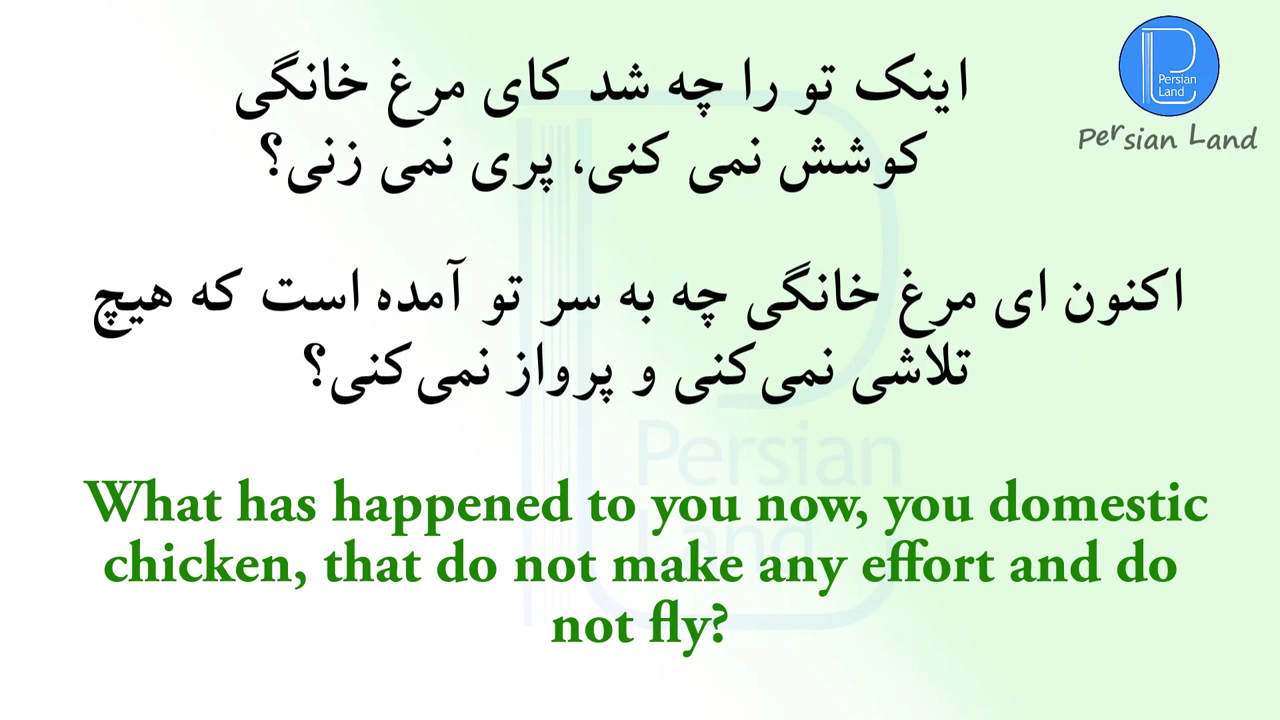 Persian
Land
Persian Land
اینک تو را چه شد کای مرغ خانگی
کوشش نمی کنی، پری نمی زنی؟
اکنون ای مرغ خانگی چه به سر تو آمده است که هیچ
تلاشی نمی‌کنی و پرواز نمی‌کنی؟
Persian
Land
What has happened to you now, you domestic
chicken, that do not make any effort and do
not fly?